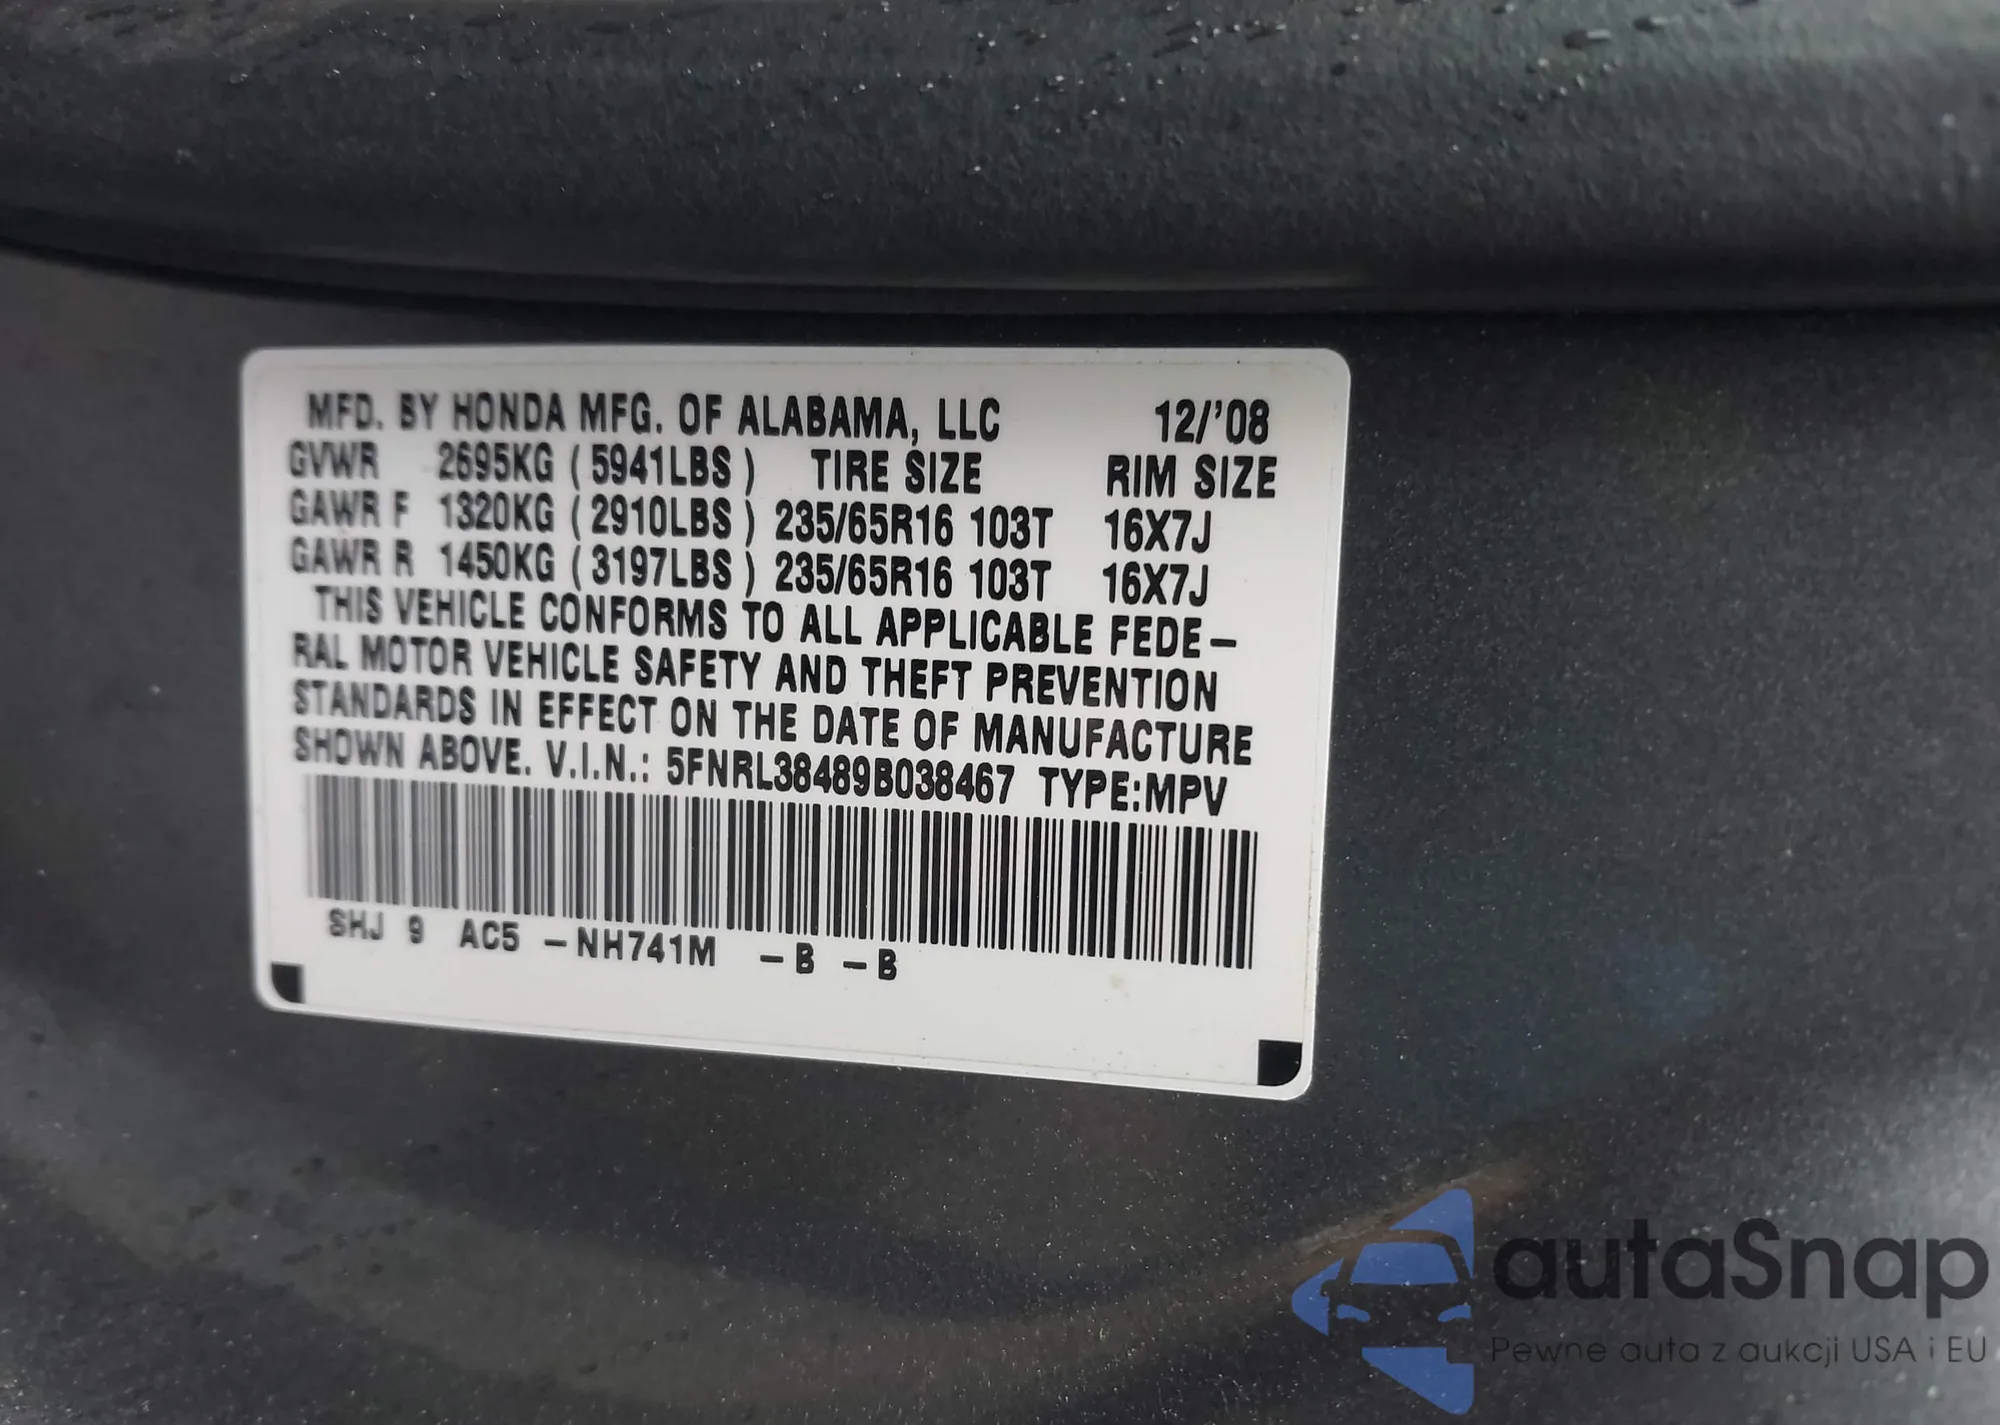 MFD. BY HONDA MFG. OF ALABAMA, LLC 12/'08
GVWR 2695KG (5941LBS) TIRE SIZE RIM SIZE
GAWR F 1320KG (2910LBS) 235/65R16 103T 16X7J
GAWR R 1450KG (3197LBS) 235/65R16 103T 16X7J
THIS VEHICLE CONFORMS TO ALL APPLICABLE FEDE-
RAL MOTOR VEHICLE SAFETY AND THEFT PREVENTION
STANDARDS IN EFFECT ON THE DATE OF MANUFACTURE
SHOWN ABOVE. V.I.N.: 5FNRL38489B038467 TYPE:MPV
SHJ 9 AC5 -NH741M -B -B
autaSnap
Pewne auta z aukcji USA i EU